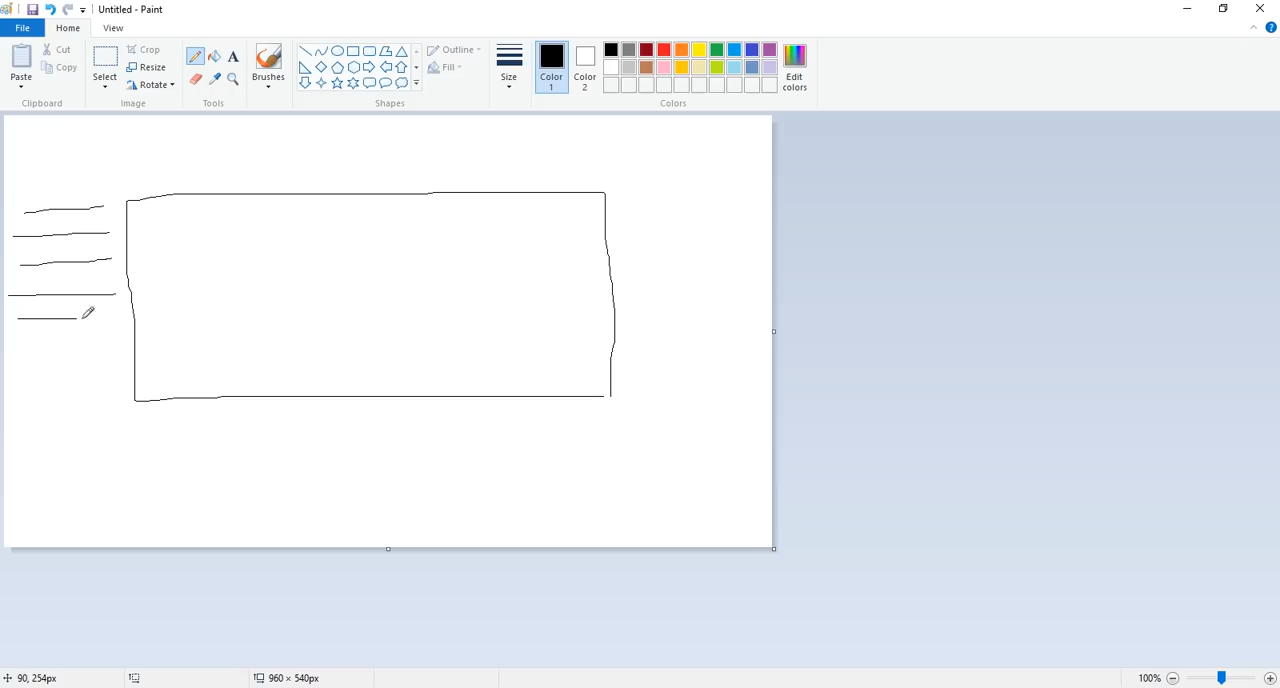 Untitled - Paint
File
Home
View
Paste
Cut
Copy
Clipboard
Select
Crop
Resize
Rotate
Image
A
Tools
Brushes
Shapes
Outline
Fill
Size
Color 1
Color 2
Edit colors
Colors
90, 254px
960 × 540px
100%